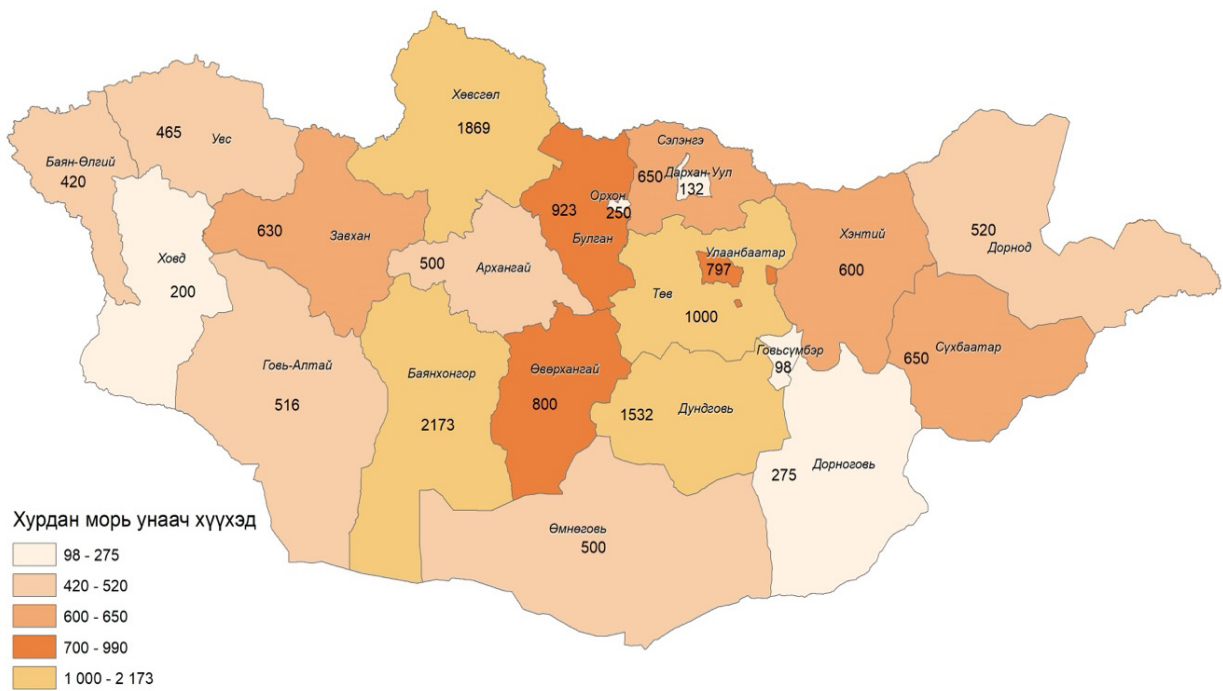 Хөвсгөл
1869
465
Увс
Баян-Өлгий
420
Сэлэнгэ
650
Дархан-Уул
132
Орхон
250
923
Булган
630
Завхан
Ховд
200
500
Архангай
Улаанбаатар
797
Төв
1000
Хэнтий
600
520
Дорнод
Говьсүмбэр
98
Сүхбаатар
650
Говь-Алтай
516
Баянхонгор
2173
Өвөрхангай
800
1532
Дундговь
275
Дорноговь
Өмнөговь
500
Хурдан морь унаач хүүхэд
98 - 275
420 - 520
600 - 650
700 - 990
1 000 - 2 173